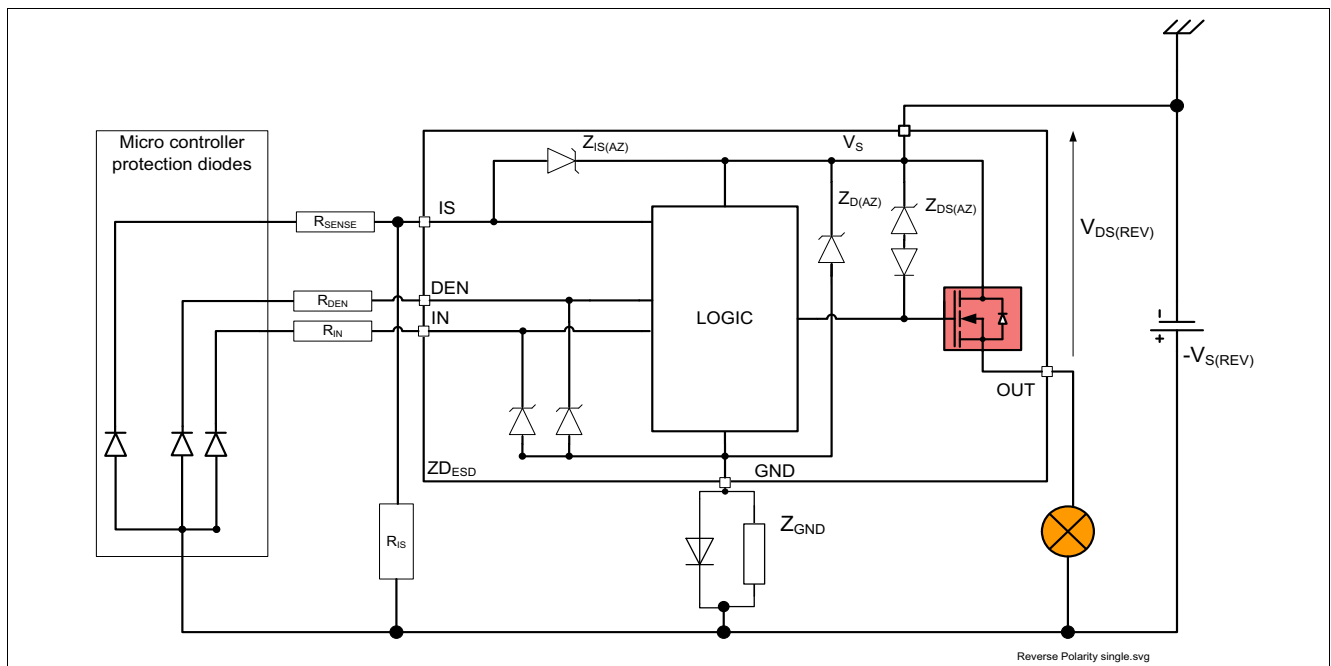 Micro controller
protection diodes
Z_IS(AZ)
V_S
Z_D(AZ)
Z_DS(AZ)
V_DS(REV)
R_SENSE
IS
R_DEN
DEN
R_IN
IN
LOGIC
-
+
-V_S(REV)
OUT
ZD_ESD
GND
R_IS
Z_GND
Reverse Polarity single.svg